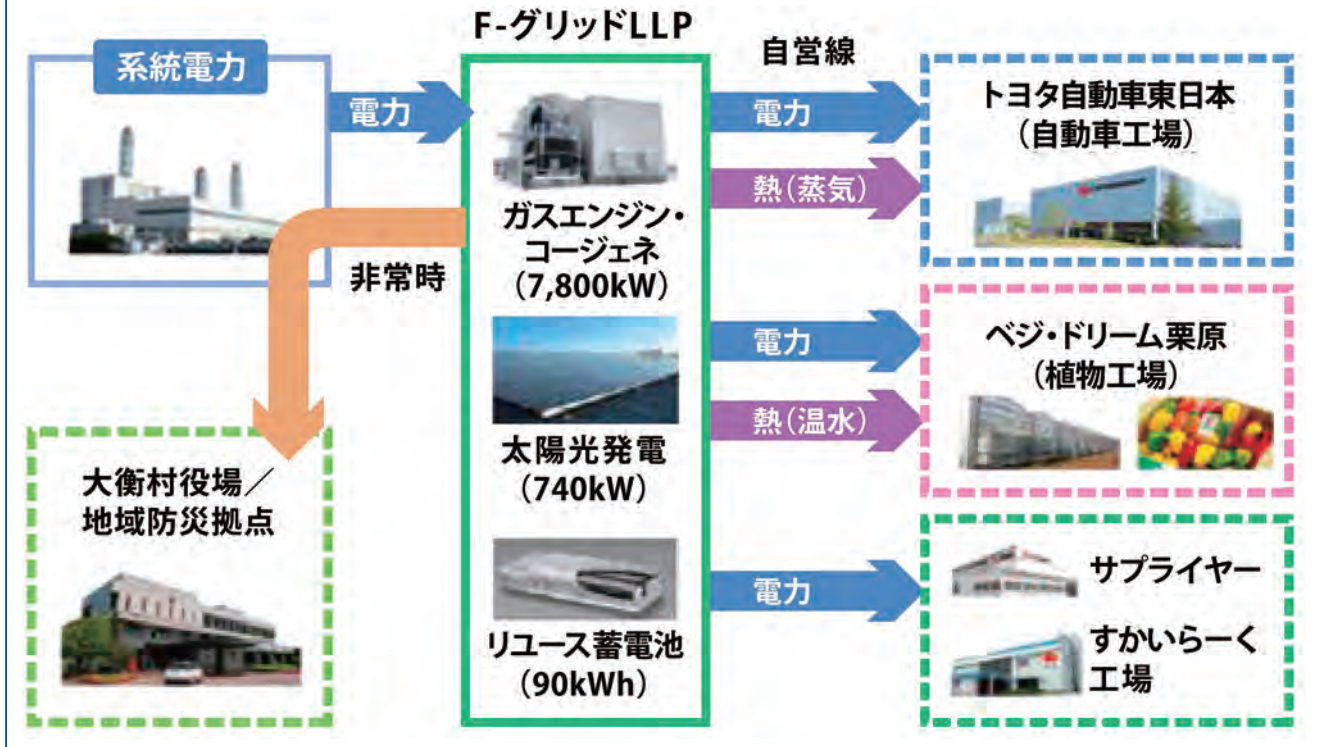 F-グリッドLLP
系統電力
電力
自営線
電力
熱（蒸気）
トヨタ自動車東日本
（自動車工場）
ガスエンジン・
コージェネ
（7,800kW）
非常時
電力
熱（温水）
ベジ・ドリーム栗原
（植物工場）
太陽光発電
（740kW）
大衡村役場／
地域防災拠点
リユース蓄電池
（90kWh）
電力
サプライヤー
すかいらーく
工場